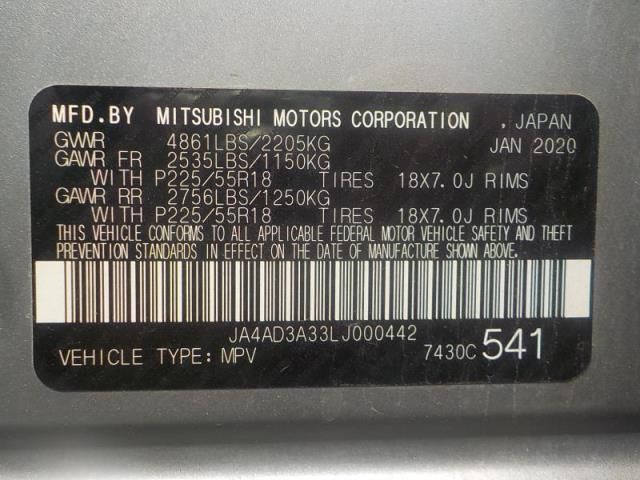 MFD.BY MITSUBISHI MOTORS CORPORATION , JAPAN
GVWR 4861LBS/2205KG JAN 2020
GAWR FR 2535LBS/1150KG
WITH P225/55R18 TIRES 18X7.0J RIMS
GAWR RR 2756LBS/1250KG
WITH P225/55R18 TIRES 18X7.0J RIMS
THIS VEHICLE CONFORMS TO ALL APPLICABLE FEDERAL MOTOR VEHICLE SAFETY AND THEFT
PREVENTION STANDARDS IN EFFECT ON THE DATE OF MANUFACTURE SHOWN ABOVE.
JA4AD3A33LJ000442
VEHICLE TYPE: MPV 7430C 541